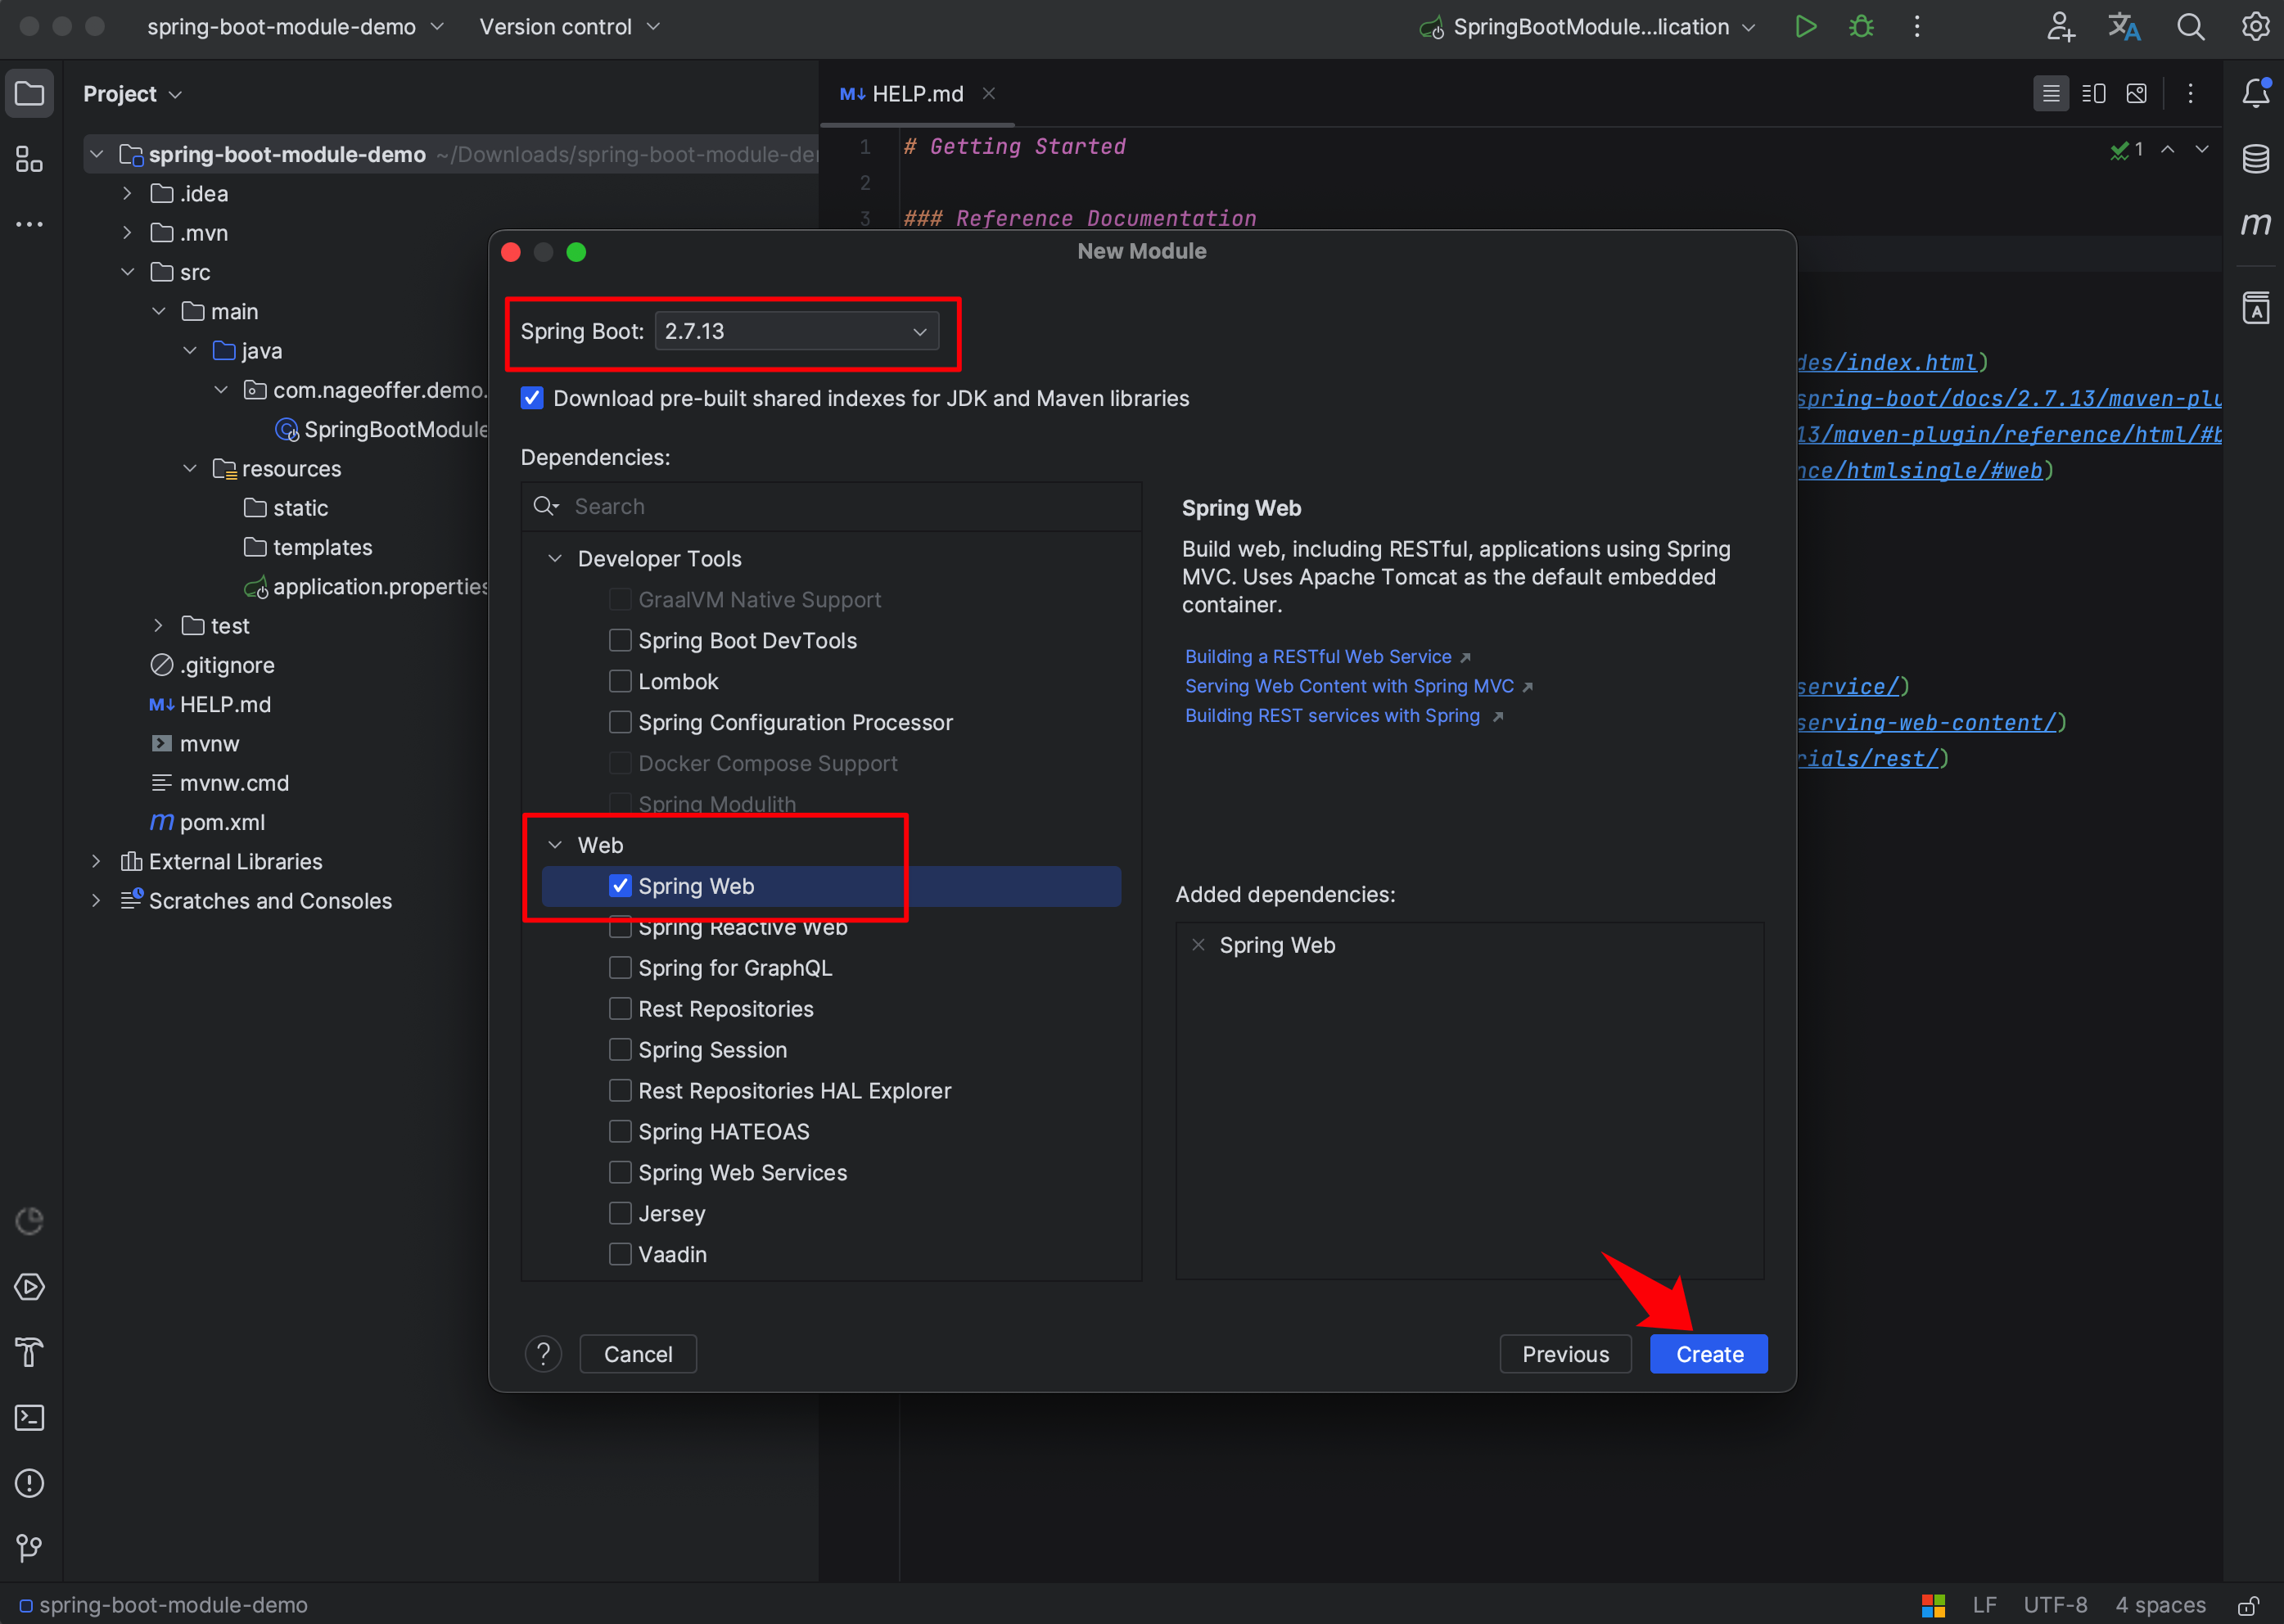 spring-boot-module-demo
Version control
SpringBootModule...lication
Project
M↓ HELP.md
spring-boot-module-demo ~/Downloads/spring-boot-module-de
.idea
.mvn
src
main
java
com.nageoffer.demo.
SpringBootModule
resources
static
templates
application.properties
test
.gitignore
M↓ HELP.md
mvnw
mvnw.cmd
m pom.xml
External Libraries
Scratches and Consoles
1 # Getting Started
2
3 ### Reference Documentation
1
des/index.html)
spring-boot/docs/2.7.13/maven-plu
13/maven-plugin/reference/html/#b
nce/htmlsingle/#web)
service/)
serving-web-content/)
rials/rest/)
New Module
Spring Boot: 2.7.13
Download pre-built shared indexes for JDK and Maven libraries
Dependencies:
Search
Developer Tools
GraalVM Native Support
Spring Boot DevTools
Lombok
Spring Configuration Processor
Docker Compose Support
Spring Modulith
Web
Spring Web
Spring Reactive Web
Spring for GraphQL
Rest Repositories
Spring Session
Rest Repositories HAL Explorer
Spring HATEOAS
Spring Web Services
Jersey
Vaadin
Spring Web
Build web, including RESTful, applications using Spring
MVC. Uses Apache Tomcat as the default embedded
container.
Building a RESTful Web Service
Serving Web Content with Spring MVC
Building REST services with Spring
Added dependencies:
Spring Web
?
Cancel
Previous
Create
spring-boot-module-demo
LF
UTF-8
4 spaces